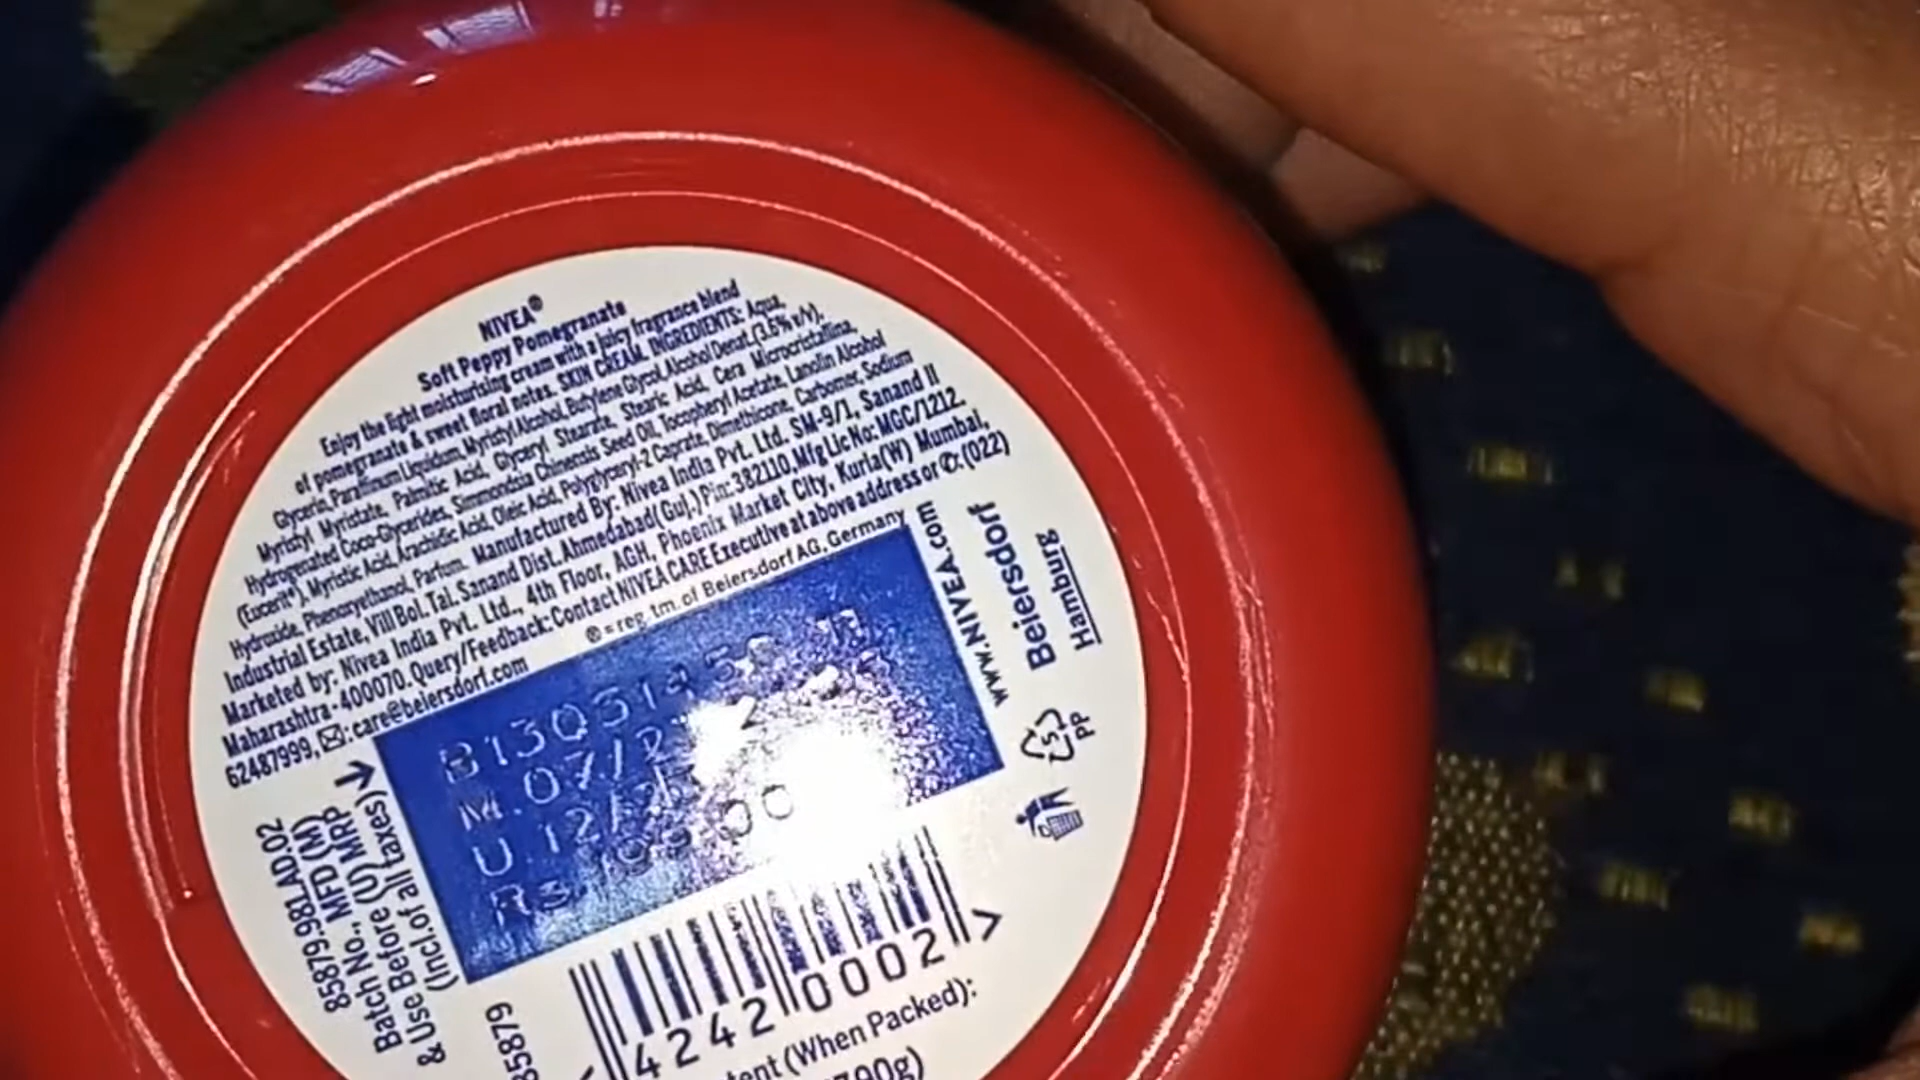 NIVEA®
Soft Peppy Pomegranate
Enjoy the light moisturising cream with a juicy fragrance blend
of pomegranate & sweet floral notes. SKIN CREAM. INGREDIENTS: Aqua,
Glycerin, Paraffinum Liquidum, Myristyl Alcohol, Butylene Glycol, Alcohol Denat. (3.6% v/v),
Myristyl Myristate, Palmitic Acid, Glyceryl Stearate, Stearic Acid, Cera Microcristallina,
Hydrogenated Coco-Glycerides, Simmondsia Chinensis Seed Oil, Tocopheryl Acetate, Lanolin Alcohol
(Eucerit®), Myristic Acid, Arachidic Acid, Oleic Acid, Polyglyceryl-2 Caprate, Dimethicone, Carbomer, Sodium
Hydroxide, Phenoxyethanol, Parfum. Manufactured By: Nivea India Pvt. Ltd. SM-9/1, Sanand II
Industrial Estate, Vill Bol. Tal. Sanand Dist. Ahmedabad(Guj.) Pin: 382110, Mfg Lic No: MGC/1212.
Marketed by: Nivea India Pvt. Ltd., 4th Floor, AGH, Phoenix Market City, Kurla(W) Mumbai,
Maharashtra - 400070. Query/Feedback: Contact NIVEA CARE Executive at above address or ✆: (022)
62487999, ✉: care@beiersdorf.com
® = reg. tm. of Beiersdorf AG, Germany
www.NIVEA.com
Beiersdorf
Hamburg
5
PP
85879.981.AD.02
Batch No., MFD (M)
& Use Before (U) MRP
(Incl. of all taxes)
M. 07/2
U. 12/2
Rs
00
85879
4242 0002 >
(When Packed):